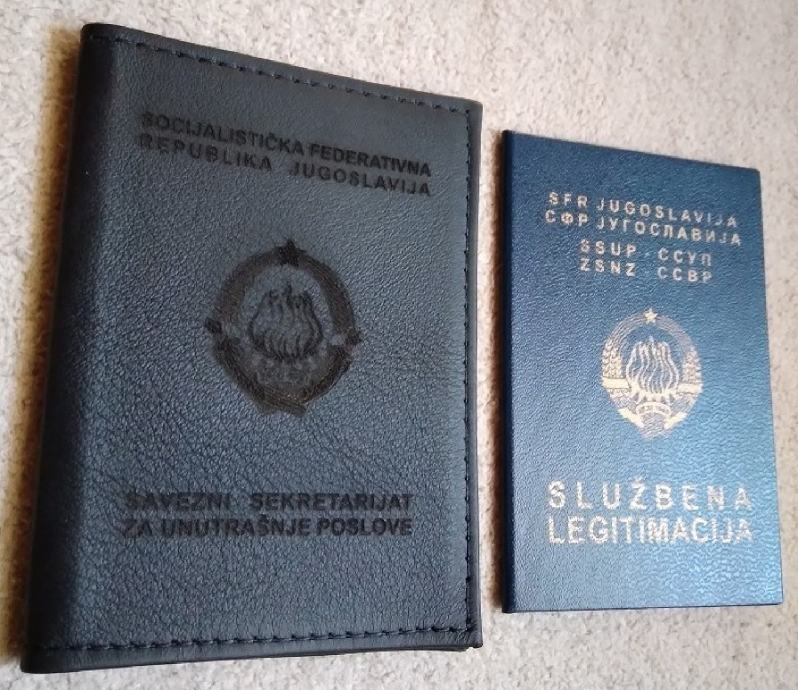 SOCIJALISTIČKA FEDERATIVNA
REPUBLIKA JUGOSLAVIJA
SAVEZNI SEKRETARIJAT
ZA UNUTRAŠNJE POSLOVE
SFR JUGOSLAVIJA
СФР ЈУГОСЛАВИЈА
SSUP - ССУП
ZSNZ ССВР
SLUŽBENA
LEGITIMACIJA